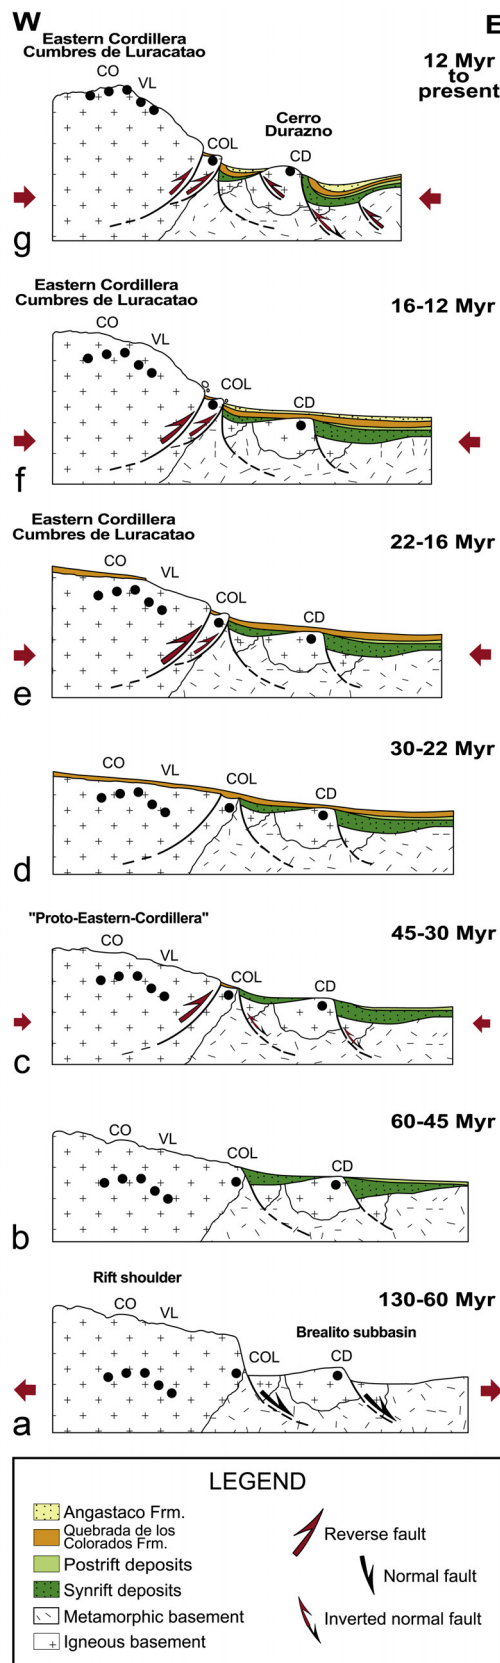 W
E
Eastern Cordillera
Cumbres de Luracatao
12 Myr
to
present
CO
VL
Cerro
Durazno
COL
CD
g
Eastern Cordillera
Cumbres de Luracatao
16-12 Myr
CO
VL
COL
CD
f
Eastern Cordillera
Cumbres de Luracatao
22-16 Myr
CO
VL
COL
CD
e
30-22 Myr
CO
VL
COL
CD
d
"Proto-Eastern-Cordillera"
45-30 Myr
CO
VL
COL
CD
c
60-45 Myr
CO
VL
COL
CD
b
Rift shoulder
130-60 Myr
CO
VL
Brealito subbasin
COL
CD
a
LEGEND
Angastaco Frm.
Quebrada de los
Colorados Frm.
Postrift deposits
Synrift deposits
Metamorphic basement
Igneous basement
Reverse fault
Normal fault
Inverted normal fault